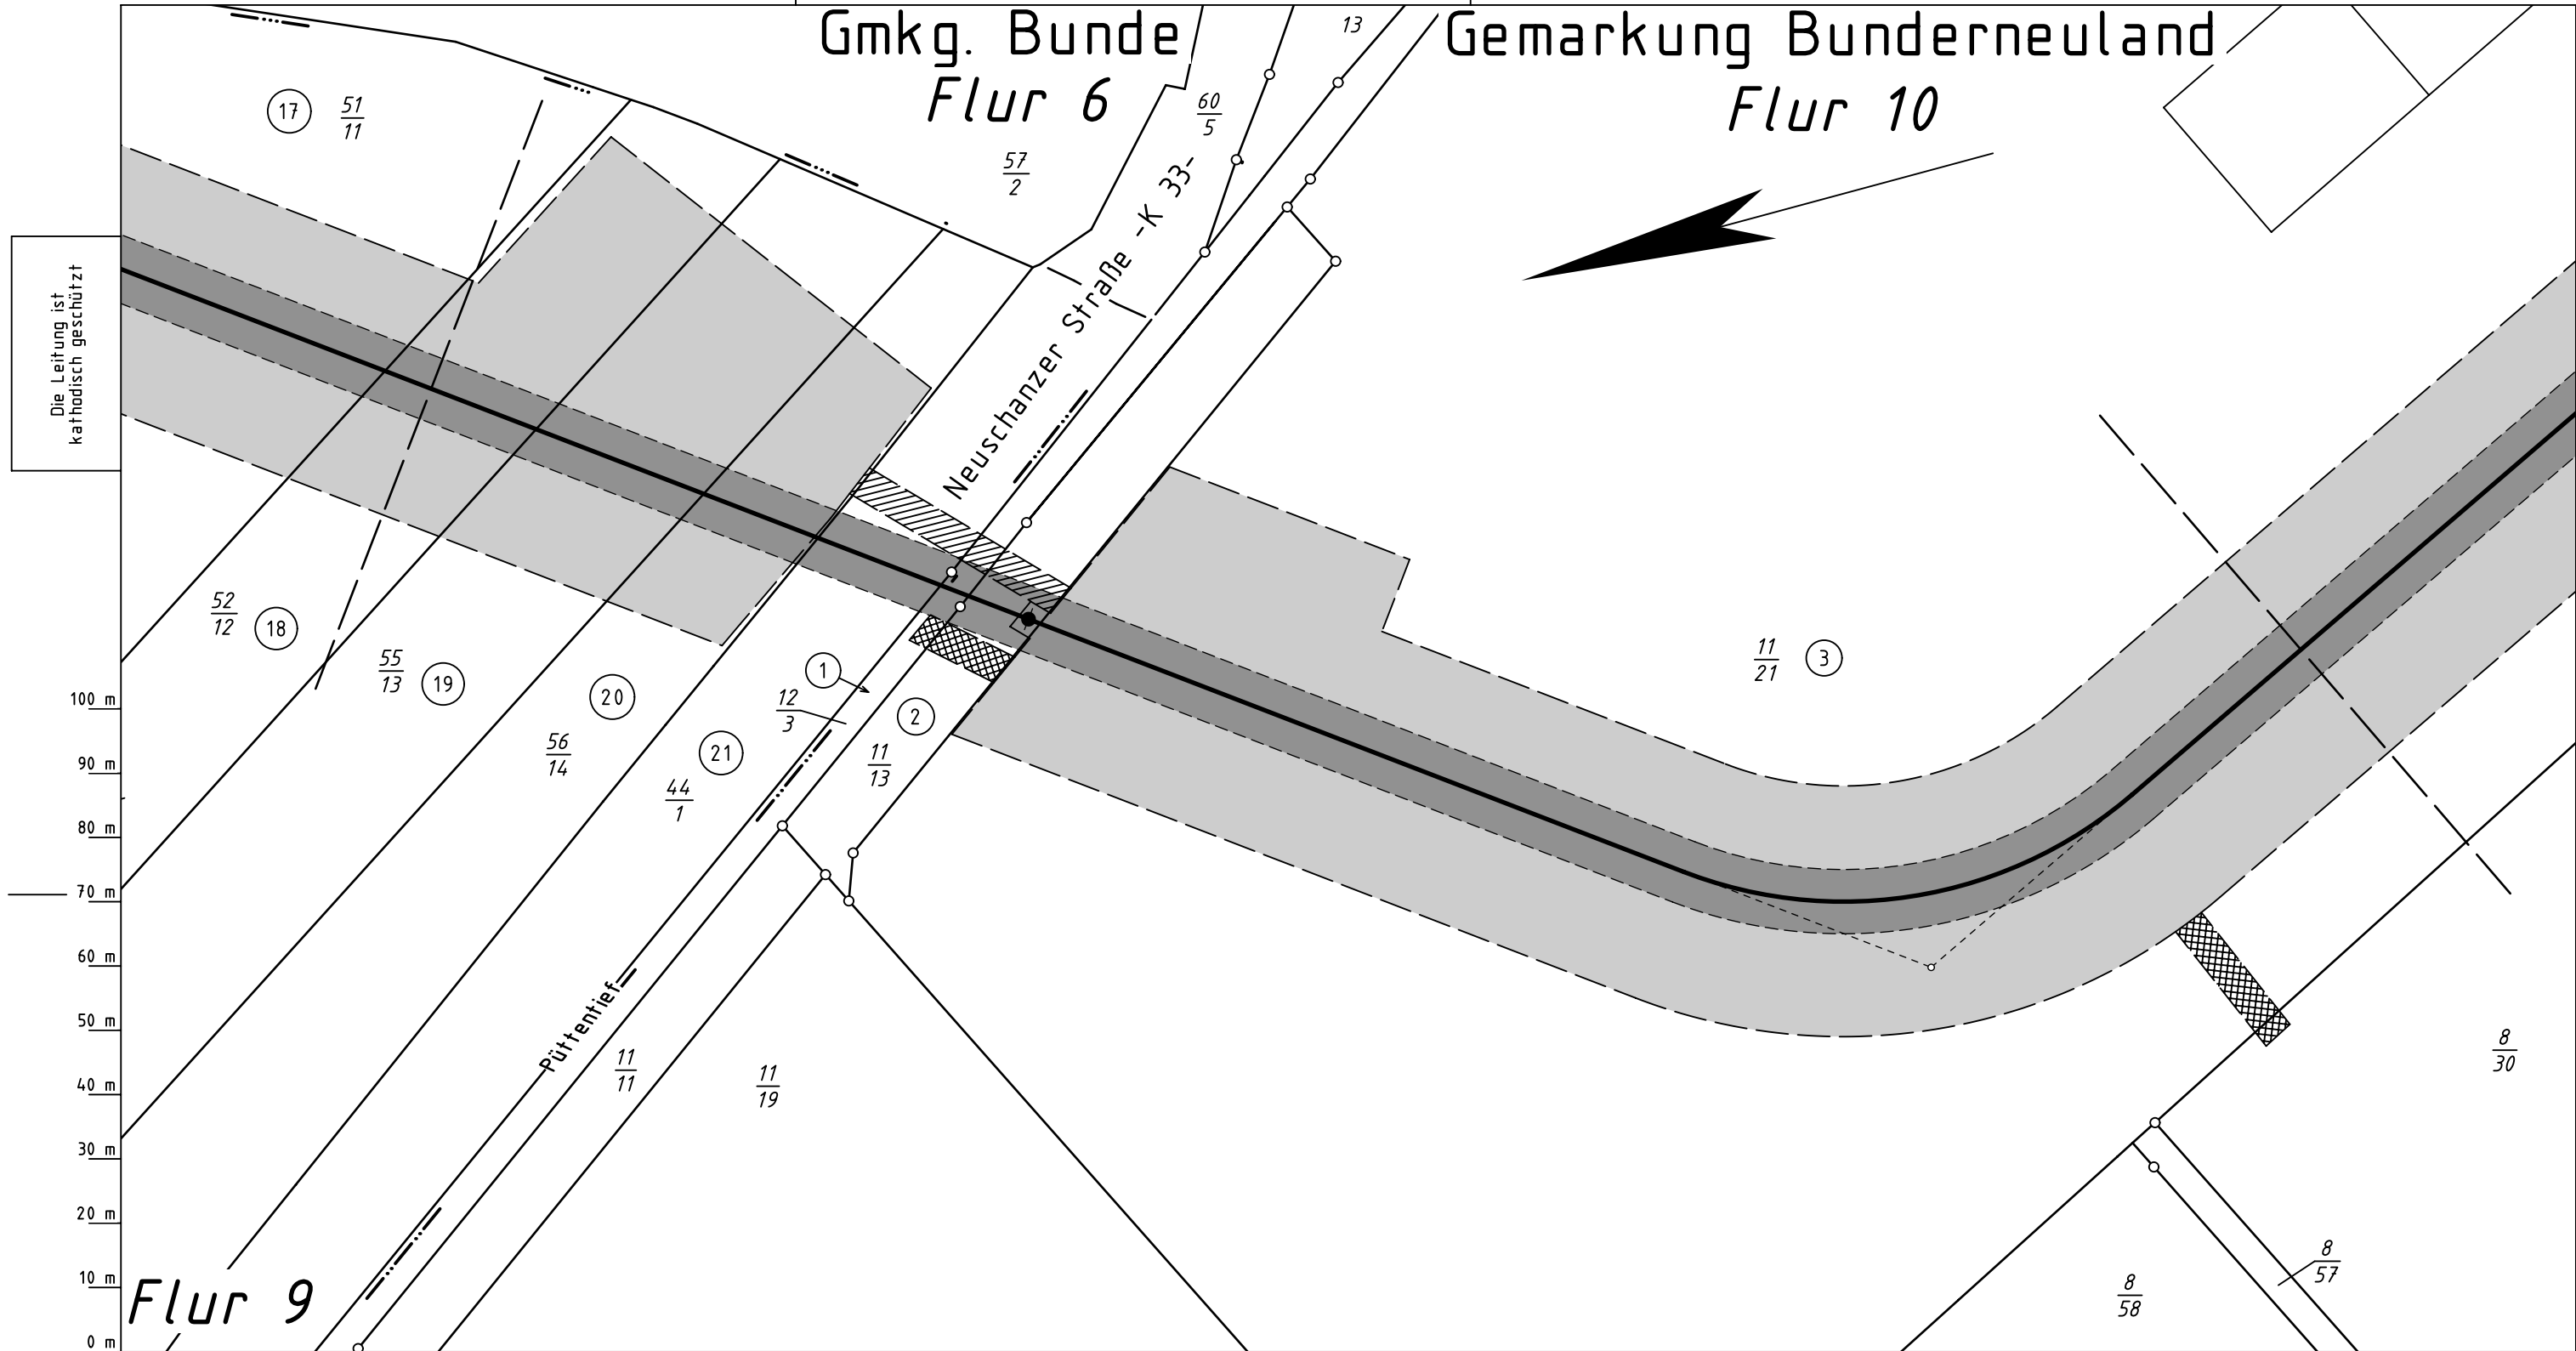 13
Gmkg. Bunde
Gemarkung Bunderneuland
Flur 6
Flur 10
17
51
11
60
5
57
2
Neuschanzer Straße -K 33-
Die Leitung ist
kathodisch geschützt
52
12
18
55
13
19
20
56
14
21
44
1
1
12
3
2
11
13
11
21
3
100 m
90 m
80 m
70 m
60 m
50 m
40 m
30 m
20 m
10 m
0 m
Püttentief
11
11
11
19
8
30
8
57
8
58
Flur 9